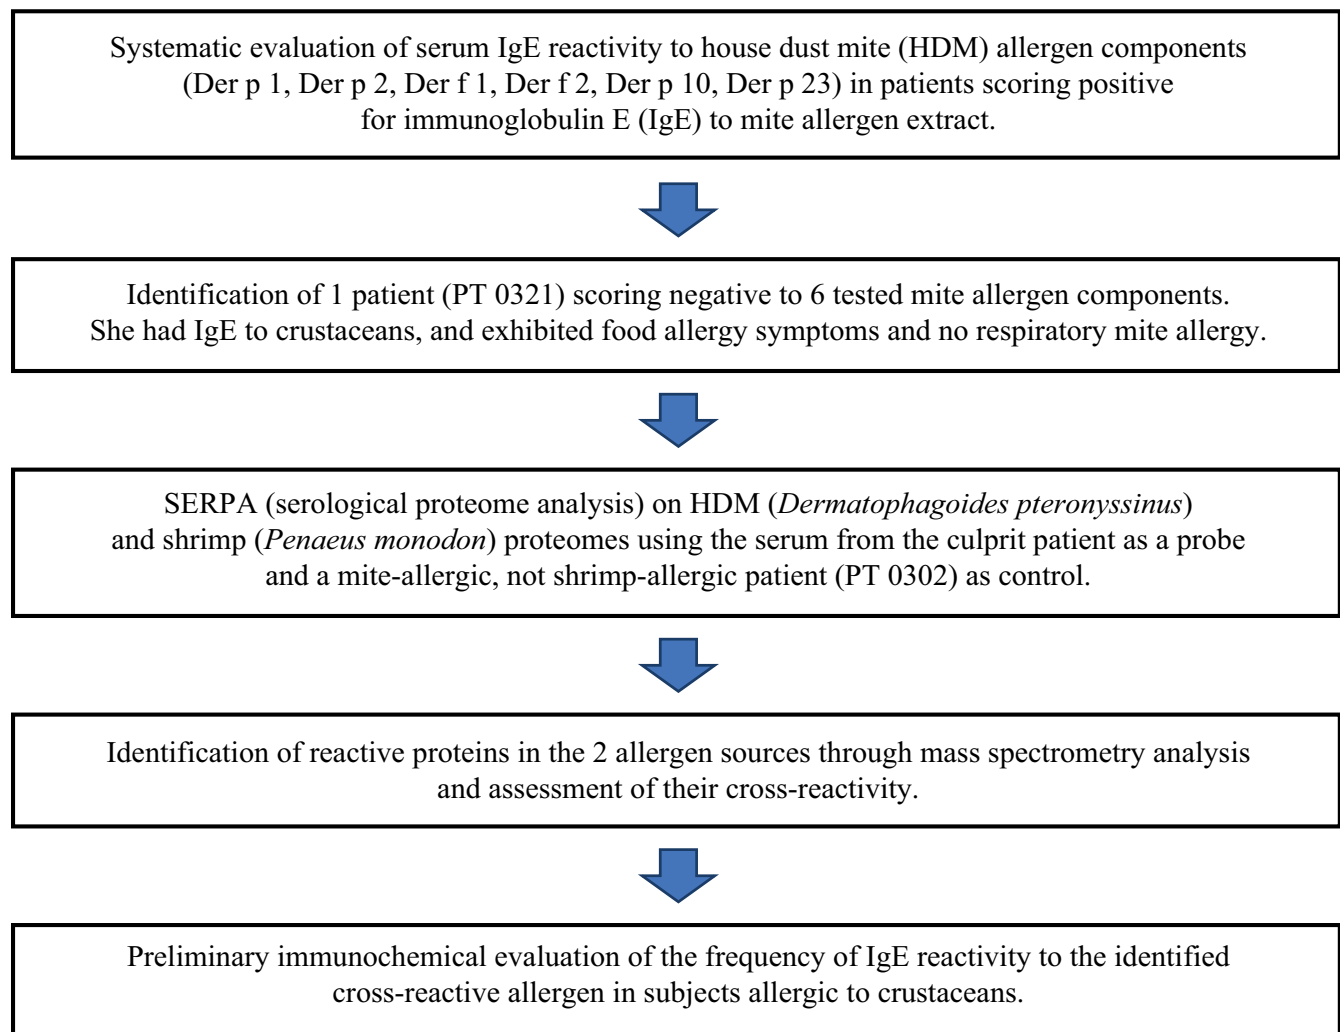 Systematic evaluation of serum IgE reactivity to house dust mite (HDM) allergen components
(Der p 1, Der p 2, Der f 1, Der f 2, Der p 10, Der p 23) in patients scoring positive
for immunoglobulin E (IgE) to mite allergen extract.
Identification of 1 patient (PT 0321) scoring negative to 6 tested mite allergen components.
She had IgE to crustaceans, and exhibited food allergy symptoms and no respiratory mite allergy.
SERPA (serological proteome analysis) on HDM (Dermatophagoides pteronyssinus)
and shrimp (Penaeus monodon) proteomes using the serum from the culprit patient as a probe
and a mite-allergic, not shrimp-allergic patient (PT 0302) as control.
Identification of reactive proteins in the 2 allergen sources through mass spectrometry analysis
and assessment of their cross-reactivity.
Preliminary immunochemical evaluation of the frequency of IgE reactivity to the identified
cross-reactive allergen in subjects allergic to crustaceans.